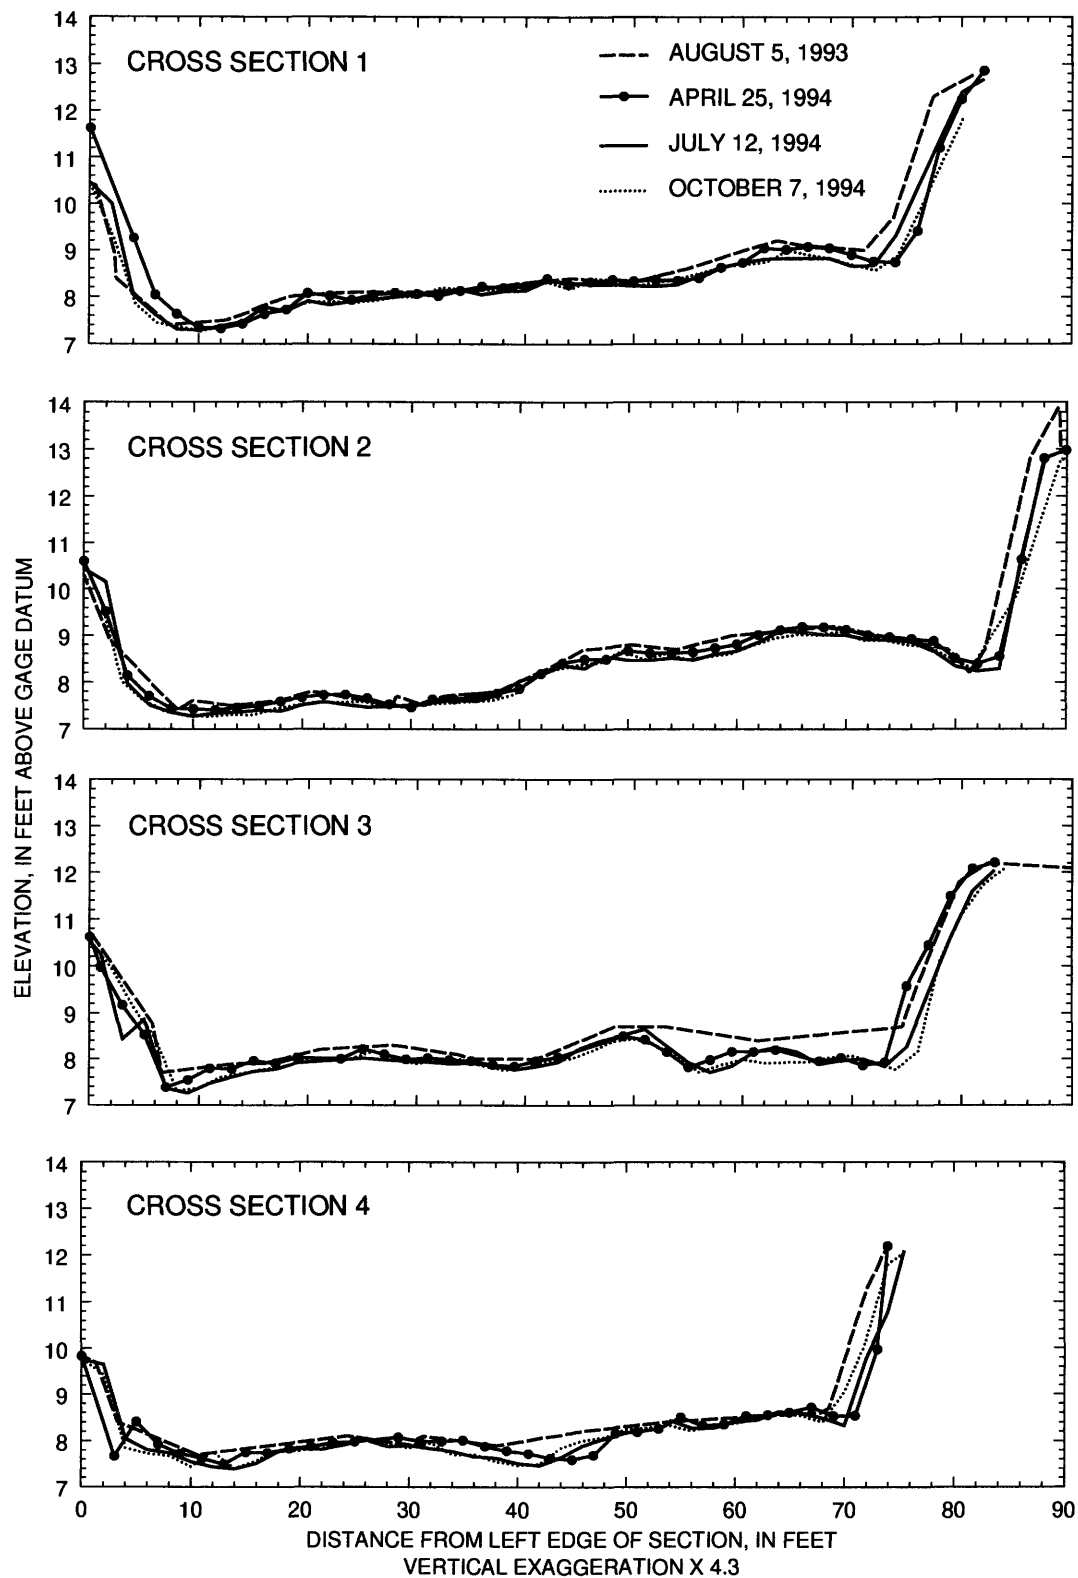 14
13
12
11
10
9
8
7
CROSS SECTION 1
AUGUST 5, 1993
APRIL 25, 1994
JULY 12, 1994
OCTOBER 7, 1994
14
13
12
11
10
9
8
7
CROSS SECTION 2
ELEVATION, IN FEET ABOVE GAGE DATUM
14
13
12
11
10
9
8
7
CROSS SECTION 3
14
13
12
11
10
9
8
7
CROSS SECTION 4
0 10 20 30 40 50 60 70 80 90
DISTANCE FROM LEFT EDGE OF SECTION, IN FEET
VERTICAL EXAGGERATION X 4.3